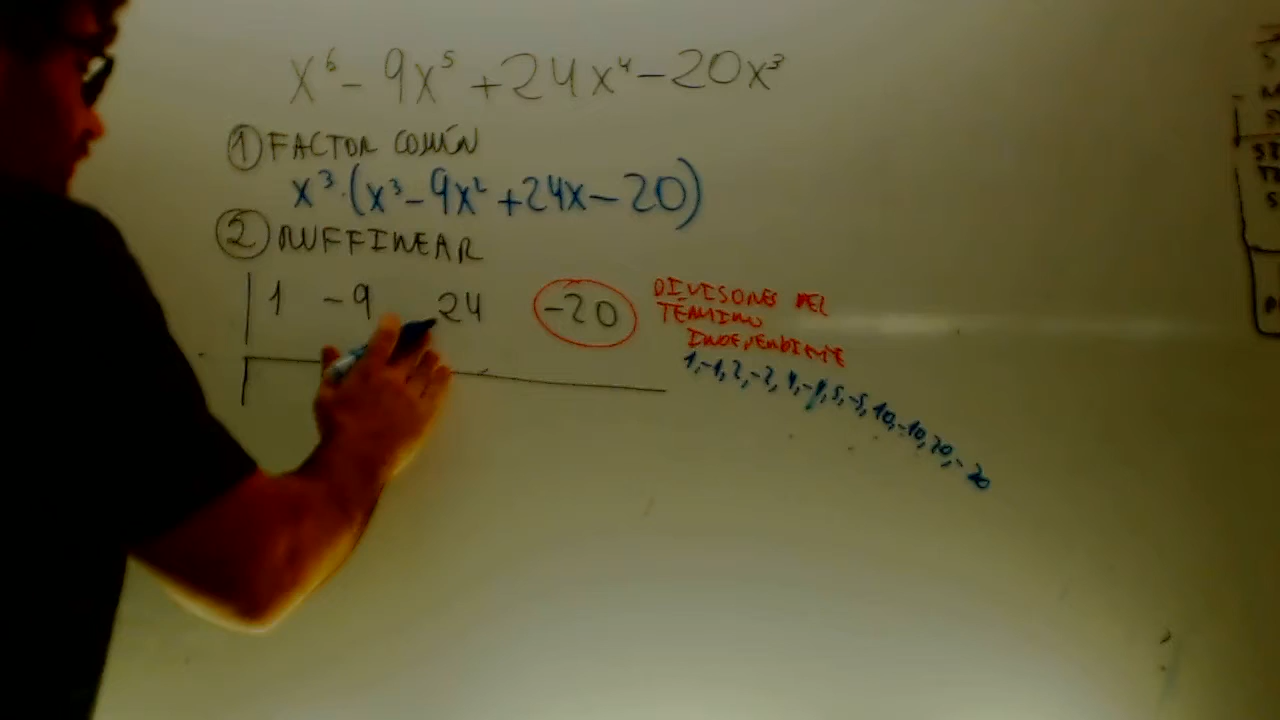 x⁶ - 9x⁵ + 24x⁴ - 20x³
① FACTOR COMÚN
x³·(x³ - 9x² + 24x - 20)
② RUFFINEAR
1 -9 24 -20
DIVISORES DEL
TÉRMINO
INDEPENDIENTE
1,-1,2,-2,4,-4,5,-5,10,-10,20,-20